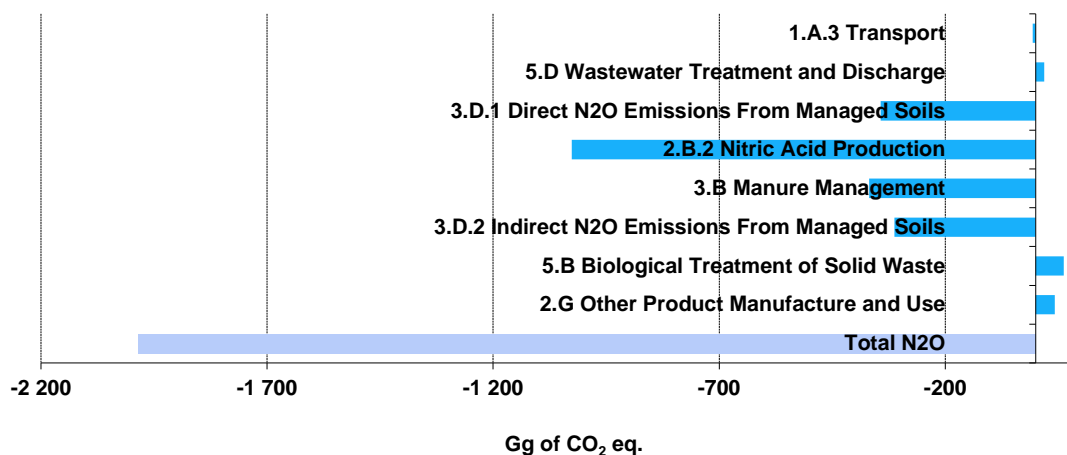 1.A.3 Transport
5.D Wastewater Treatment and Discharge
3.D.1 Direct N2O Emissions From Managed Soils
2.B.2 Nitric Acid Production
3.B Manure Management
3.D.2 Indirect N2O Emissions From Managed Soils
5.B Biological Treatment of Solid Waste
2.G Other Product Manufacture and Use
Total N2O
-2 200 -1 700 -1 200 -700 -200
Gg of CO₂ eq.